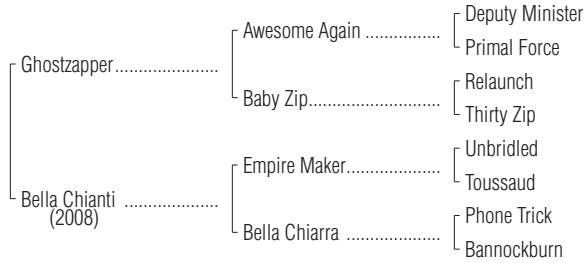 Deputy Minister
Awesome Again ................
Primal Force
Ghostzapper.....................
Relaunch
Baby Zip..........................
Thirty Zip
Unbridled
Empire Maker...................
Toussaud
Bella Chianti ...................
(2008)
Phone Trick
Bella Chiarra ...................
Bannockburn